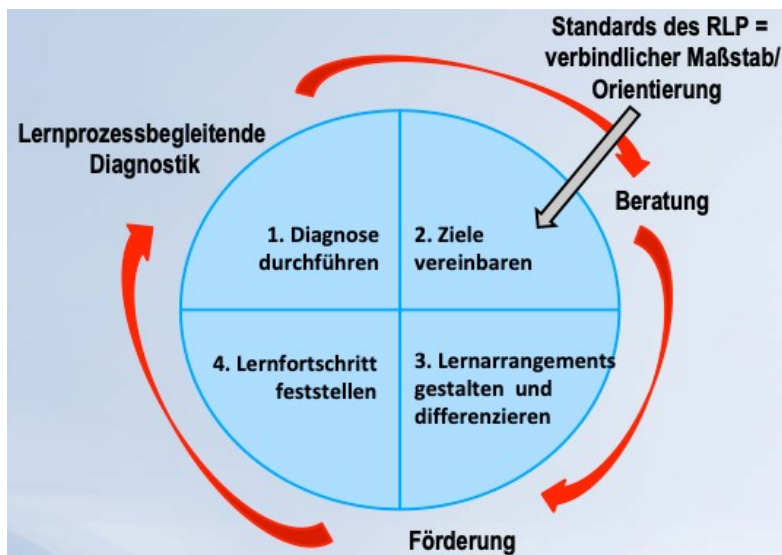 Standards des RLP =
verbindlicher Maßstab/
Orientierung
Lernprozessbegleitende
Diagnostik
Beratung
1. Diagnose
durchführen
2. Ziele
vereinbaren
4. Lernfortschritt
feststellen
3. Lernarrangements
gestalten und
differenzieren
Förderung